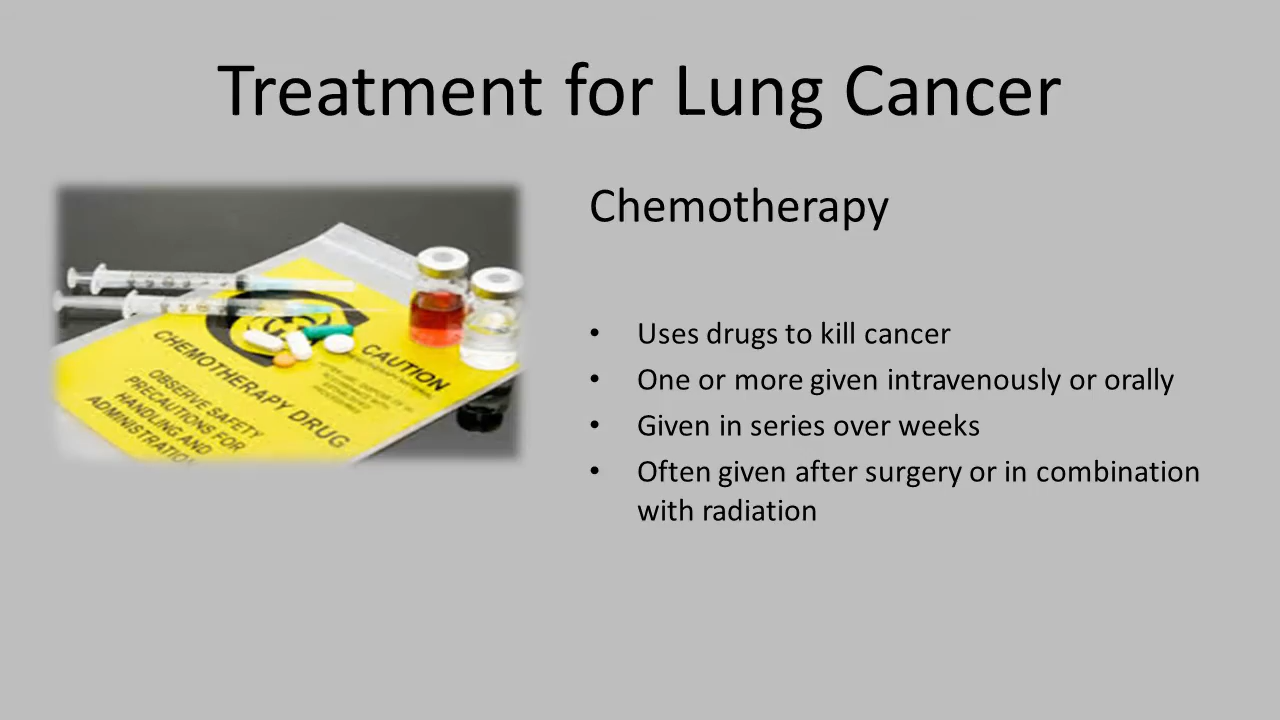 Treatment for Lung Cancer
Chemotherapy
• Uses drugs to kill cancer
• One or more given intravenously or orally
• Given in series over weeks
• Often given after surgery or in combination
with radiation
CAUTION
CHEMOTHERAPY DRUG
OBSERVE SAFETY
PRECAUTIONS FOR
HANDLING AND
ADMINISTRATION